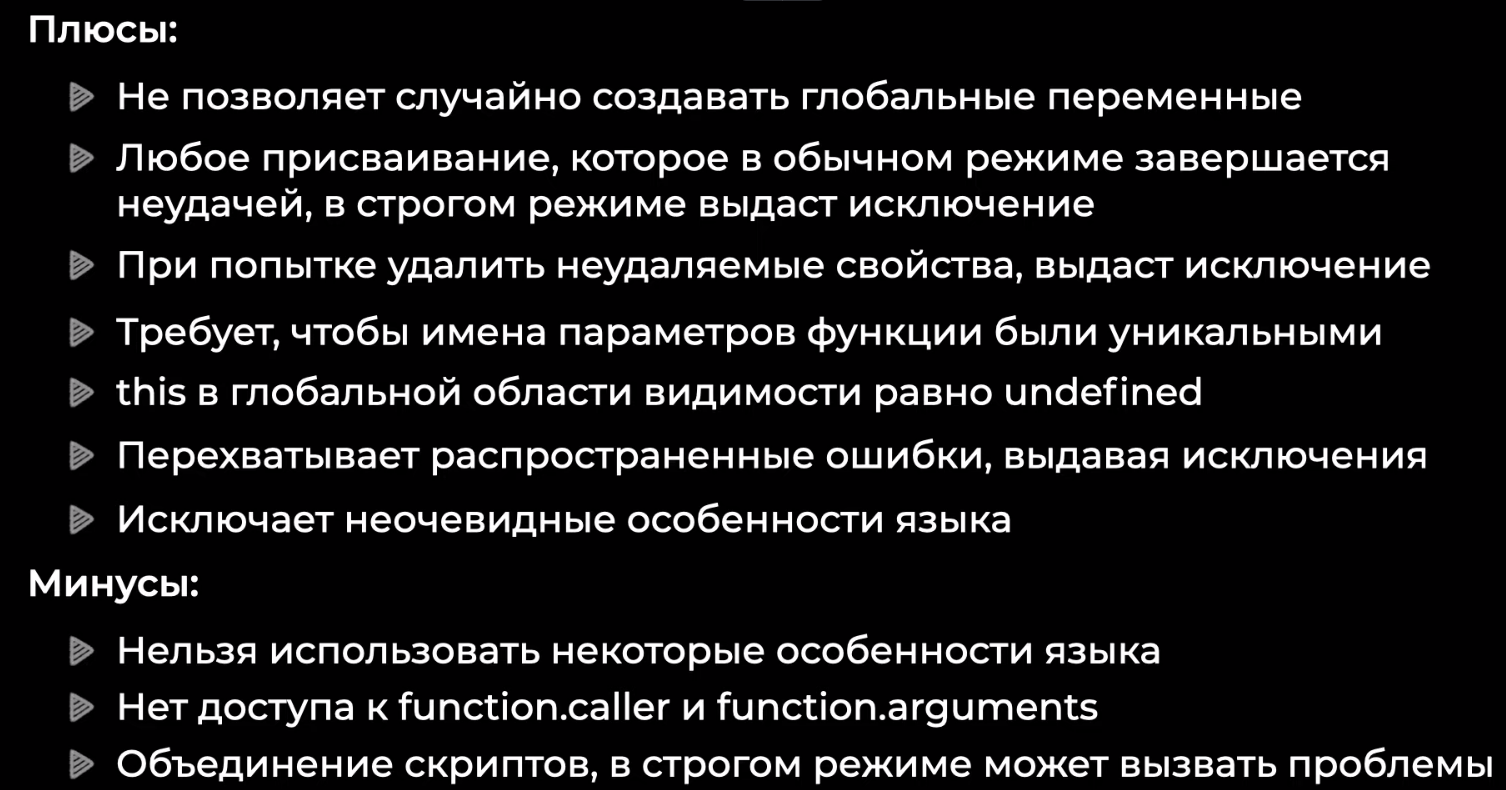 Плюсы:
Не позволяет случайно создавать глобальные переменные
Любое присваивание, которое в обычном режиме завершается
неудачей, в строгом режиме выдаст исключение
При попытке удалить неудаляемые свойства, выдаст исключение
Требует, чтобы имена параметров функции были уникальными
this в глобальной области видимости равно undefined
Перехватывает распространенные ошибки, выдавая исключения
Исключает неочевидные особенности языка
Минусы:
Нельзя использовать некоторые особенности языка
Нет доступа к function.caller и function.arguments
Объединение скриптов, в строгом режиме может вызвать проблемы